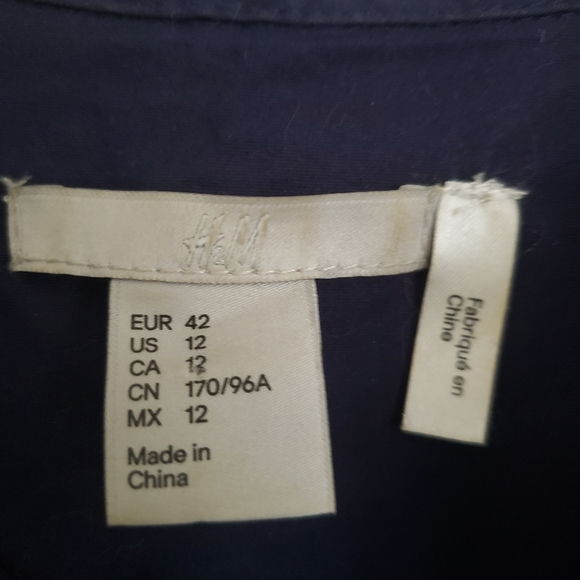 H&M
EUR 42
US 12
CA 12
CN 170/96A
MX 12
Made in
China
Fabriqué en
Chine